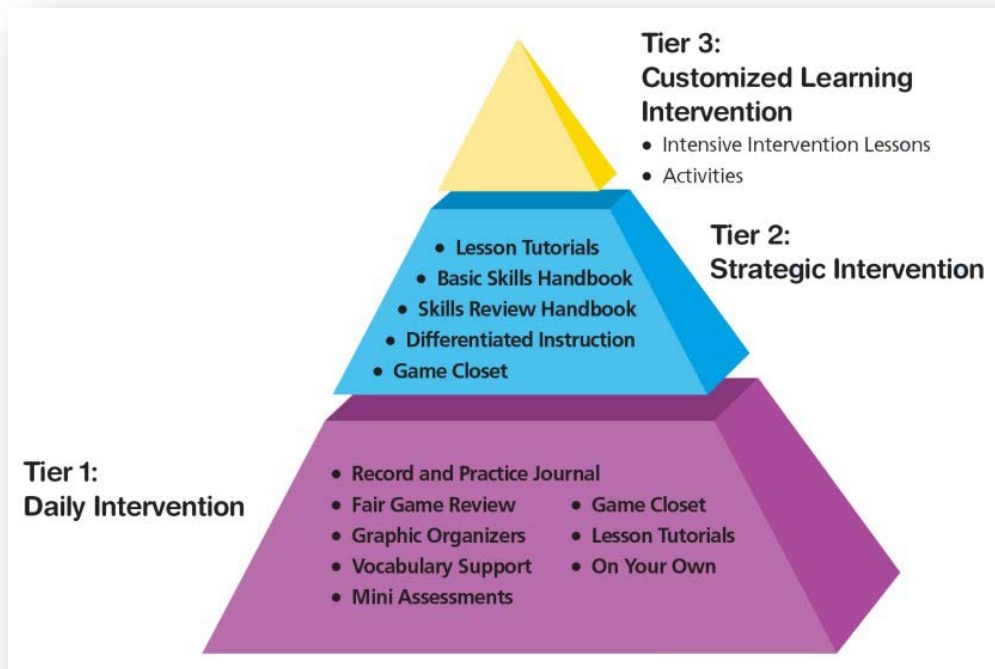 Tier 3:
Customized Learning
Intervention
• Intensive Intervention Lessons
• Activities
Tier 2:
Strategic Intervention
• Lesson Tutorials
• Basic Skills Handbook
• Skills Review Handbook
• Differentiated Instruction
• Game Closet
Tier 1:
Daily Intervention
• Record and Practice Journal
• Fair Game Review
• Graphic Organizers
• Vocabulary Support
• Mini Assessments
• Game Closet
• Lesson Tutorials
• On Your Own